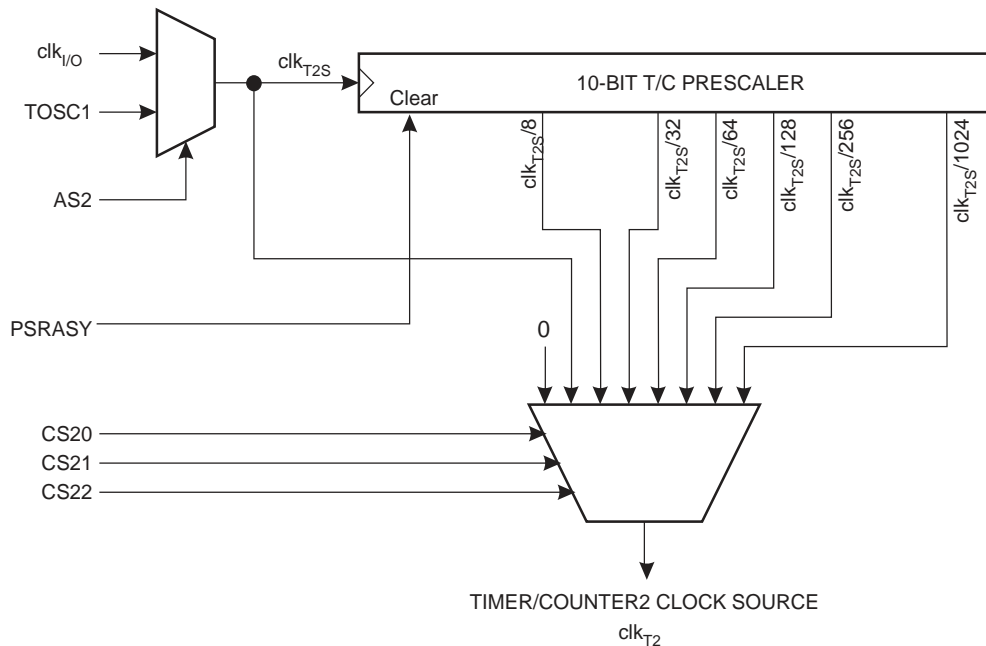 clkI/O
TOSC1
AS2
PSRASY
clkT2S
10-BIT T/C PRESCALER
Clear
clkT2S/8
clkT2S/32
clkT2S/64
clkT2S/128
clkT2S/256
clkT2S/1024
0
CS20
CS21
CS22
TIMER/COUNTER2 CLOCK SOURCE
clkT2